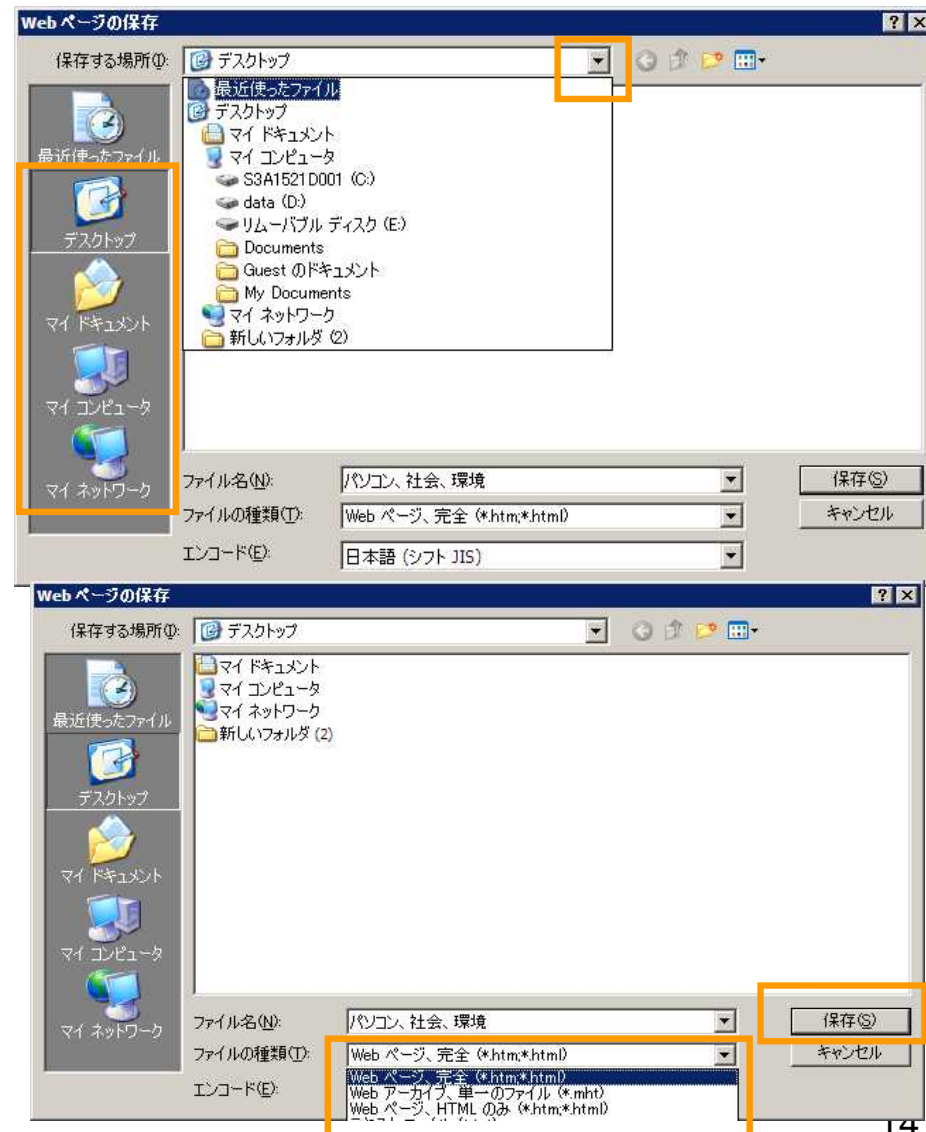 Web ページの保存
保存する場所(I):
デスクトップ
最近使ったファイル
デスクトップ
マイ ドキュメント
マイ コンピュータ
S3A1521D001 (C:)
data (D:)
リムーバブル ディスク (E:)
Documents
Guest のドキュメント
My Documents
マイ ネットワーク
新しいフォルダ (2)
最近使ったファイル
デスクトップ
マイ ドキュメント
マイ コンピュータ
マイ ネットワーク
ファイル名(N):
パソコン、社会、環境
保存(S)
ファイルの種類(T):
Web ページ、完全 (*.htm;*.html)
キャンセル
エンコード(E):
日本語 (シフト JIS)
Web ページの保存
保存する場所(I):
デスクトップ
マイ ドキュメント
マイ コンピュータ
マイ ネットワーク
新しいフォルダ (2)
最近使ったファイル
デスクトップ
マイ ドキュメント
マイ コンピュータ
マイ ネットワーク
ファイル名(N):
パソコン、社会、環境
保存(S)
ファイルの種類(T):
Web ページ、完全 (*.htm;*.html)
キャンセル
エンコード(E):
Web ページ、完全 (*.htm;*.html)
Web アーカイブ、単一のファイル (*.mht)
Web ページ、HTML のみ (*.htm;*.html)
14